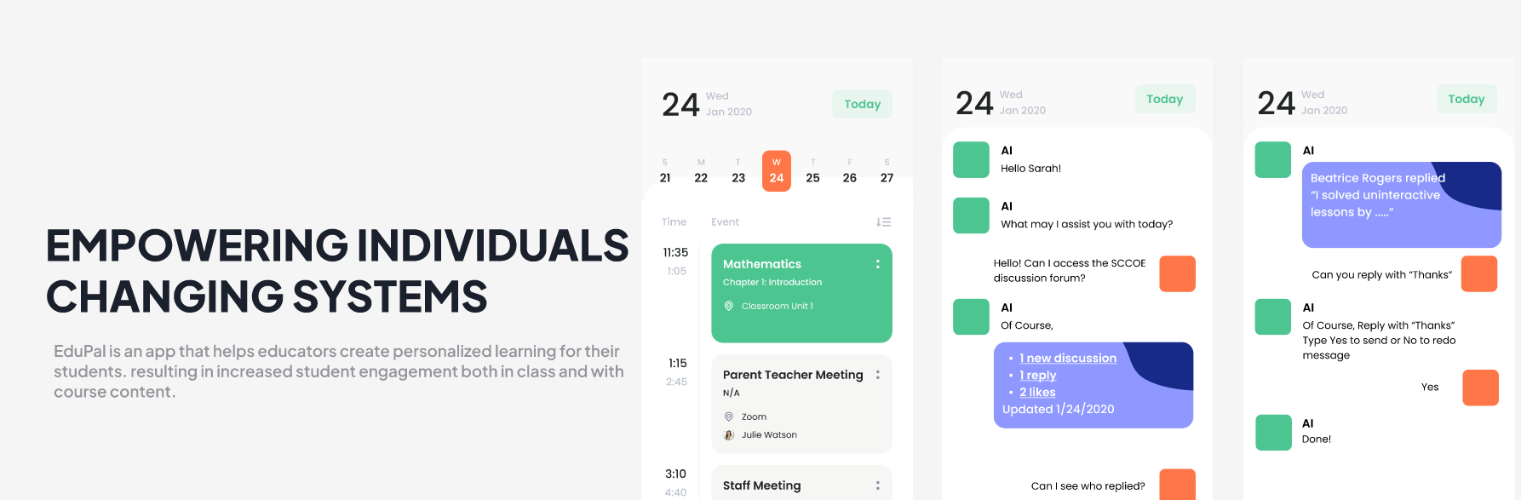 EMPOWERING INDIVIDUALS
CHANGING SYSTEMS
EduPal is an app that helps educators create personalized learning for their
students. resulting in increased student engagement both in class and with
course content.
24
Wed
Jan 2020
Today
S M T W T F S
21 22 23 24 25 26 27
Time Event
11:35
1:05
Mathematics
Chapter 1: Introduction
Classroom Unit 1
1:15
2:45
Parent Teacher Meeting
N/A
Zoom
Julie Watson
3:10
4:40
Staff Meeting
24
Wed
Jan 2020
Today
AI
Hello Sarah!
AI
What may I assist you with today?
Hello! Can I access the SCCOE
discussion forum?
AI
Of Course,
• 1 new discussion
• 1 reply
• 2 likes
Updated 1/24/2020
Can I see who replied?
24
Wed
Jan 2020
Today
AI
Beatrice Rogers replied
“I solved uninteractive
lessons by .....”
Can you reply with “Thanks”
AI
Of Course, Reply with “Thanks”
Type Yes to send or No to redo
message
Yes
AI
Done!